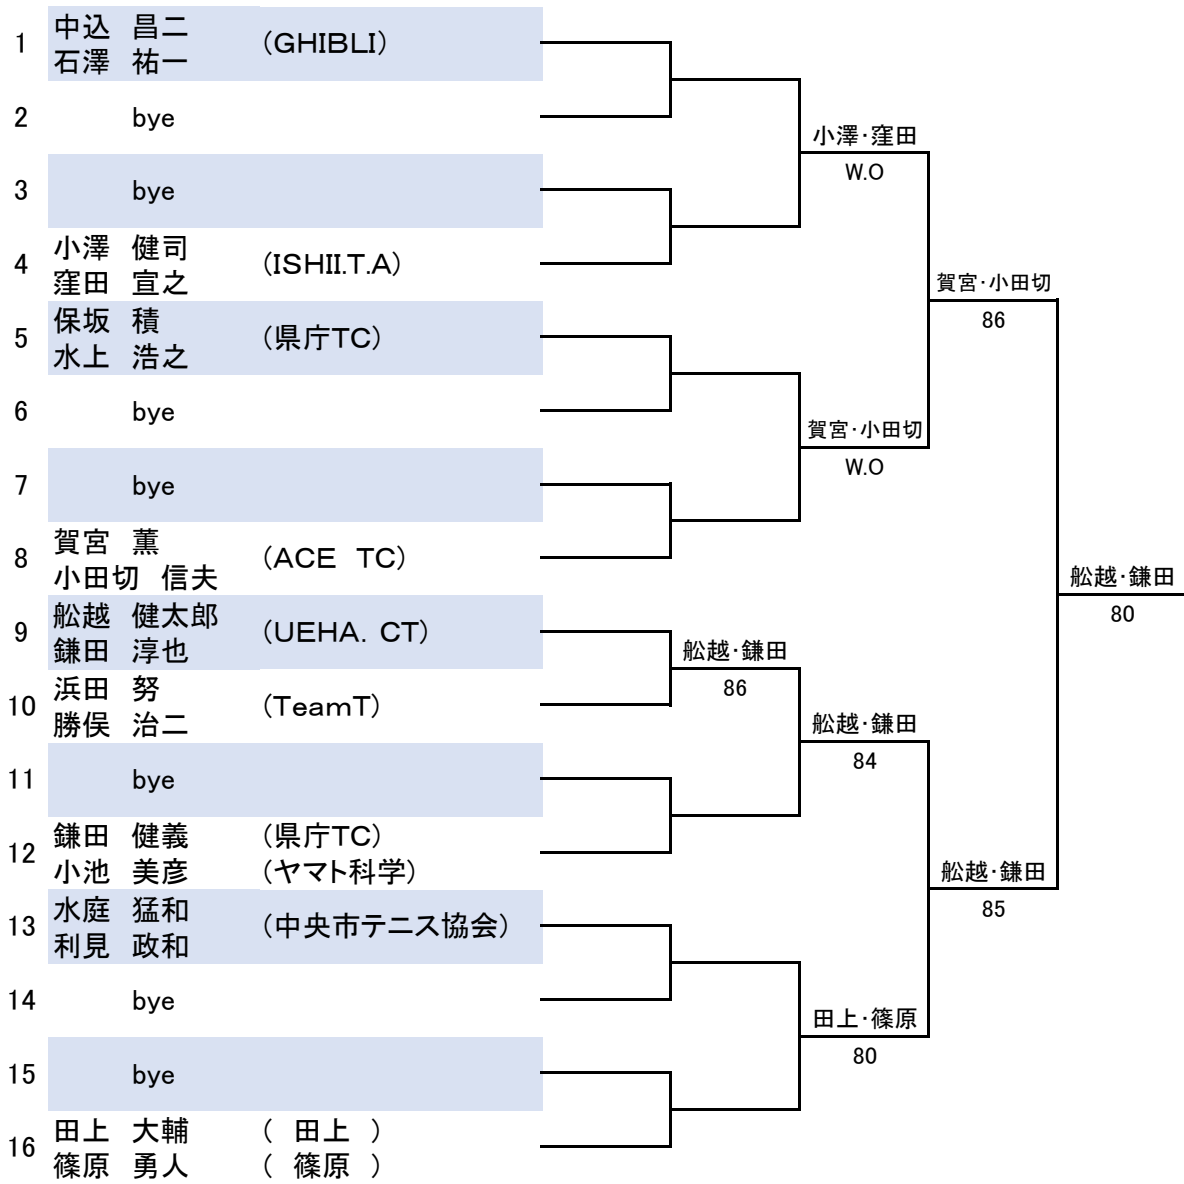 1 中込 昌二 (GHIBLI)
石澤 祐一
2 bye
3 bye
4 小澤 健司 (ISHII.T.A)
窪田 宣之
5 保坂 積 (県庁TC)
水上 浩之
6 bye
7 bye
8 賀宮 薫 (ACE TC)
小田切 信夫
9 舩越 健太郎 (UEHA. CT)
鎌田 淳也
10 浜田 努 (TeamT)
勝俣 治二
11 bye
12 鎌田 健義 (県庁TC)
小池 美彦 (ヤマト科学)
13 水庭 猛和 (中央市テニス協会)
利見 政和
14 bye
15 bye
16 田上 大輔 ( 田上 )
篠原 勇人 ( 篠原 )
舩越・鎌田
86
小澤・窪田
W.O
賀宮・小田切
W.O
舩越・鎌田
84
田上・篠原
80
賀宮・小田切
86
舩越・鎌田
85
舩越・鎌田
80